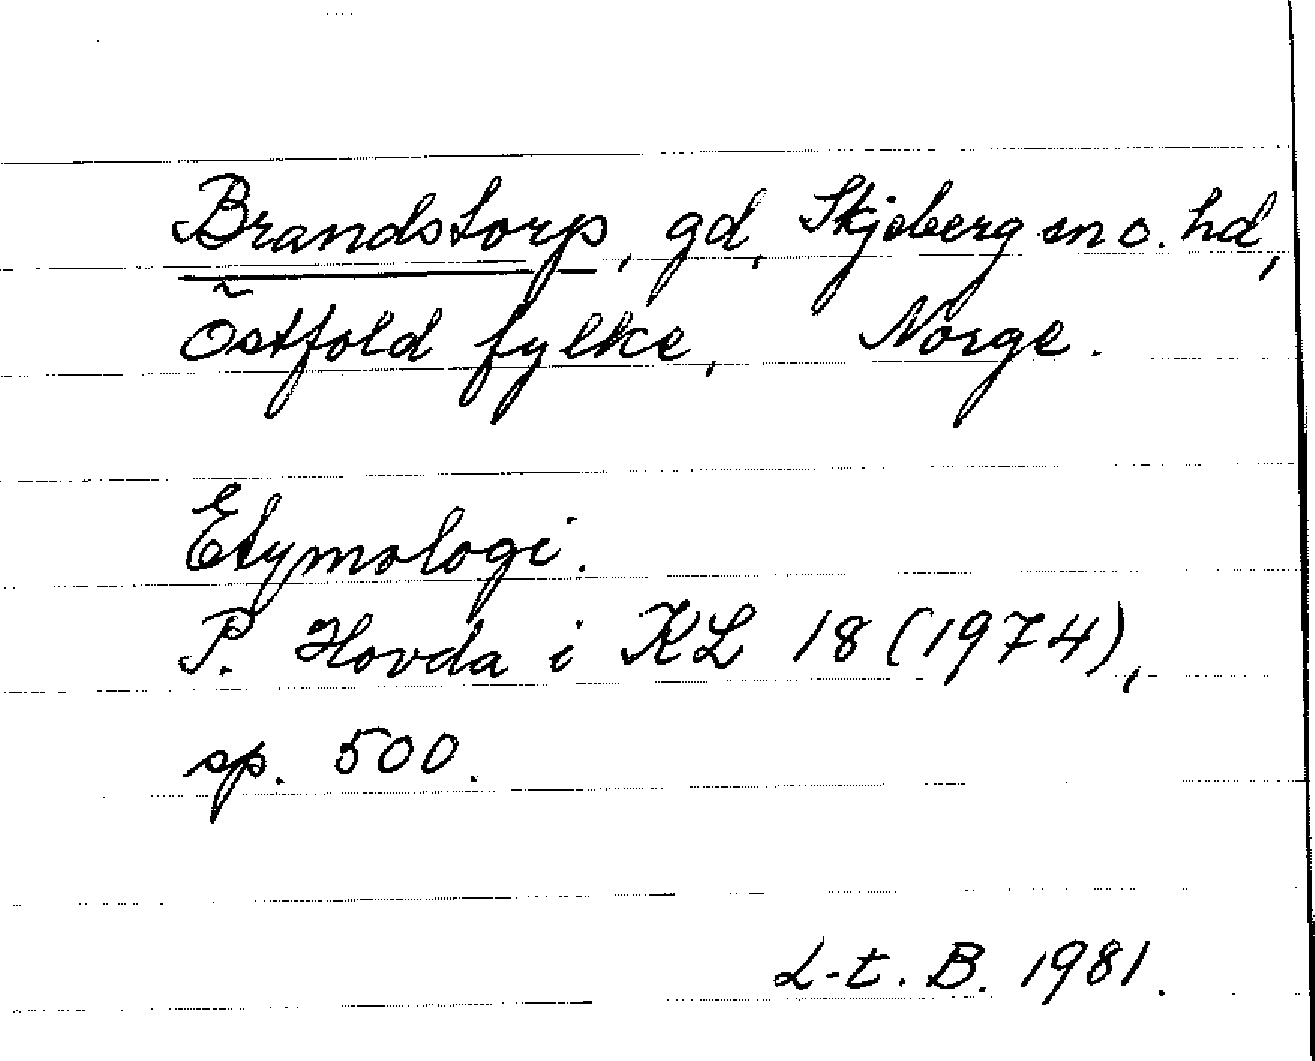 Brandstorp, gd, Skjeberg sn o. hd,
Östfold fylke, Norge.
Etymologi.
P. Hovda i KL 18 (1974),
sp. 500.
L-t. B. 1981.